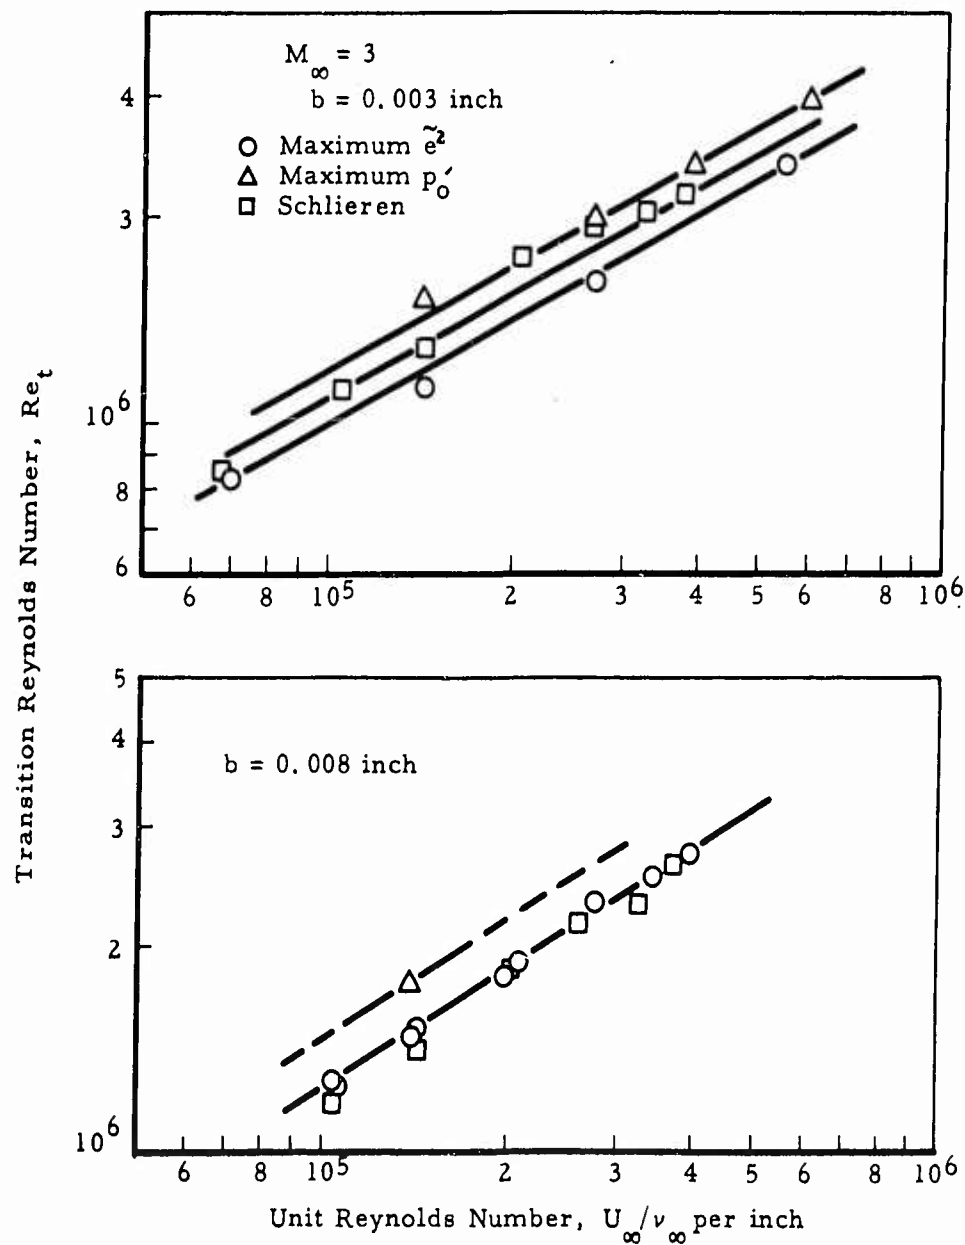 M∞ = 3
b = 0.003 inch
○ Maximum ẽ²
△ Maximum p₀′
□ Schlieren
4
3
10⁶
8
6
6 8 10⁵ 2 3 4 5 6 8 10⁶
Transition Reynolds Number, Reₜ
5
4
3
2
10⁶
b = 0.008 inch
6 8 10⁵ 2 3 4 5 6 8 10⁶
Unit Reynolds Number, U∞/ν∞ per inch